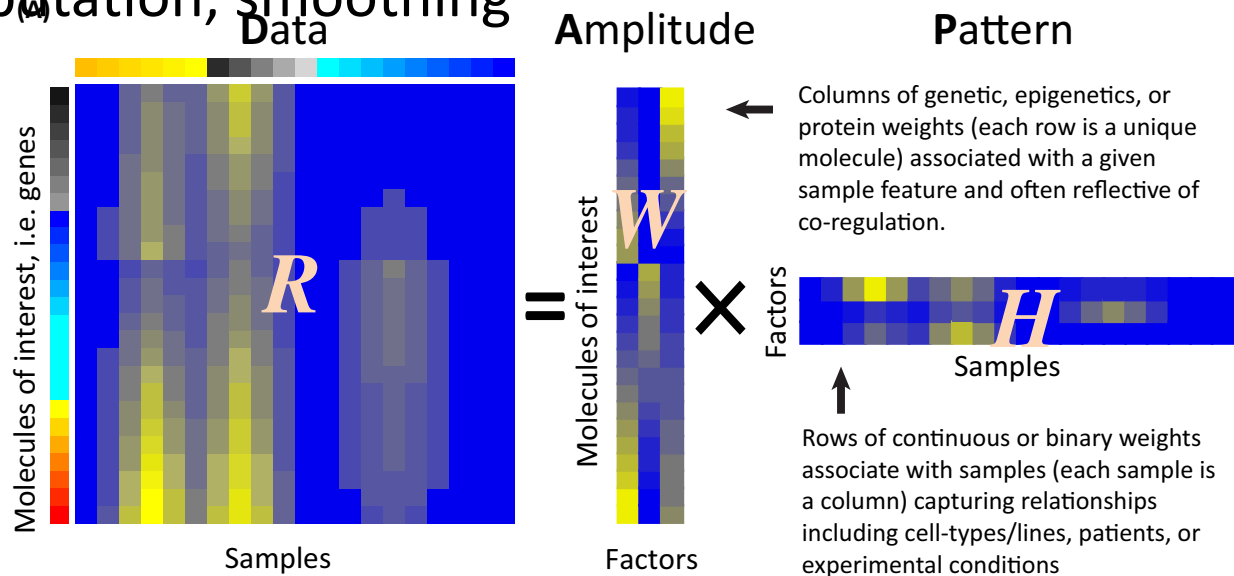 tation, smoothing
Data
Amplitude
Pattern
Molecules of interest, i.e. genes
R
Samples
=
Molecules of interest
W
Factors
×
Columns of genetic, epigenetics, or
protein weights (each row is a unique
molecule) associated with a given
sample feature and often reflective of
co-regulation.
Factors
H
Samples
Rows of continuous or binary weights
associate with samples (each sample is
a column) capturing relationships
including cell-types/lines, patients, or
experimental conditions